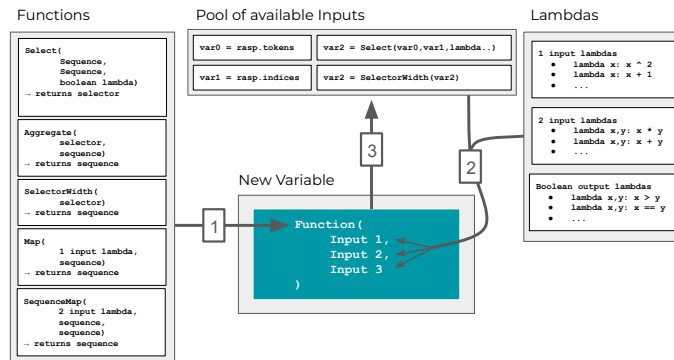 Functions
Select(
Sequence,
Sequence,
boolean lambda)
→ returns selector
Aggregate(
selector,
sequence)
→ returns sequence
SelectorWidth(
selector)
→ returns sequence
Map(
1 input lambda,
sequence)
→ returns sequence
SequenceMap(
2 input lambda,
sequence,
sequence)
→ returns sequence
Pool of available Inputs
var0 = rasp.tokens
var2 = Select(var0,var1,lambda..)
var1 = rasp.indices
var2 = SelectorWidth(var2)
3
2
1
New Variable
Function(
Input 1,
Input 2,
Input 3
)
Lambdas
1 input lambdas
● lambda x: x ^ 2
● lambda x: x + 1
● ...
2 input lambdas
● lambda x,y: x * y
● lambda x,y: x + y
● ...
Boolean output lambdas
● lambda x,y: x > y
● lambda x,y: x == y
● ...